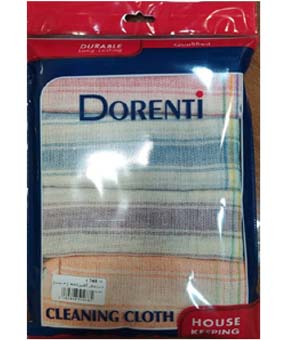 DURABLE
Long-Lasting
DORENTi
CLEANING CLOTH
HOUSE
KEEPING